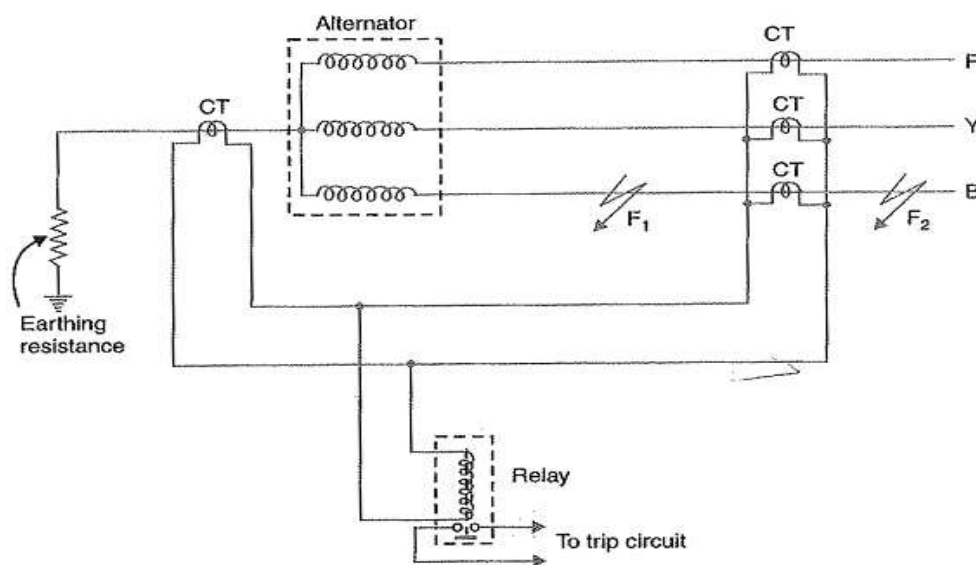 Alternator
CT
CT
CT
CT
Y
F₁
F₂
Earthing
resistance
Relay
To trip circuit